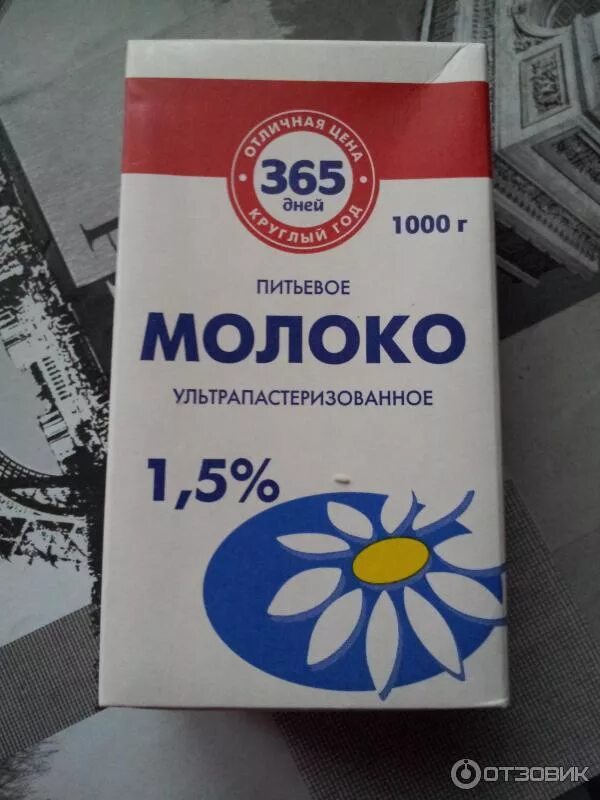 ОТЛИЧНАЯ ЦЕНА
365
дней
КРУГЛЫЙ ГОД
1000 г
ПИТЬЕВОЕ
МОЛОКО
УЛЬТРАПАСТЕРИЗОВАННОЕ
1,5%
ОТЗОВИК